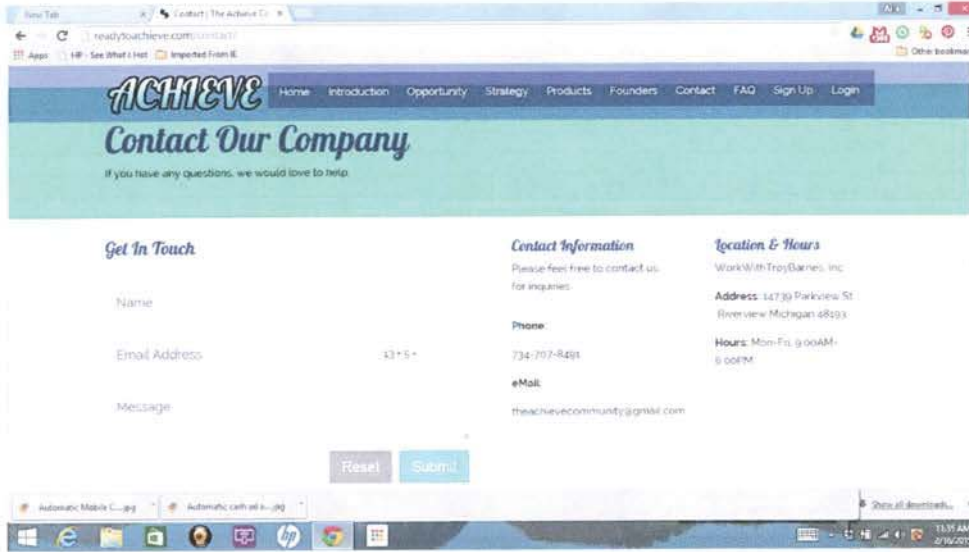 New Tab
Contact | The Achieve
readytoachieve.com/contact/
Apps
HP - See What's Hot
Imported From IE
Other bookmar
ACHIEVE
Home Introduction Opportunity Strategy Products Founders Contact FAQ Sign Up Login
Contact Our Company
If you have any questions, we would love to help.
Get In Touch
Name
Email Address
Message
Reset Submit
Contact Information
Please feel free to contact us
for inquiries.
Phone:
734-707-8491
eMail:
theachievecommunity@gmail.com
Location & Hours
WorkWithTroyBarnes, Inc
Address: 14739 Parkview St
Riverview Michigan 48193
Hours: Mon-Fri, 9:00AM-
6:00PM
Automatic Mobile C....jpg
Automatic cash ad
Show all downloads...
11:35 AM